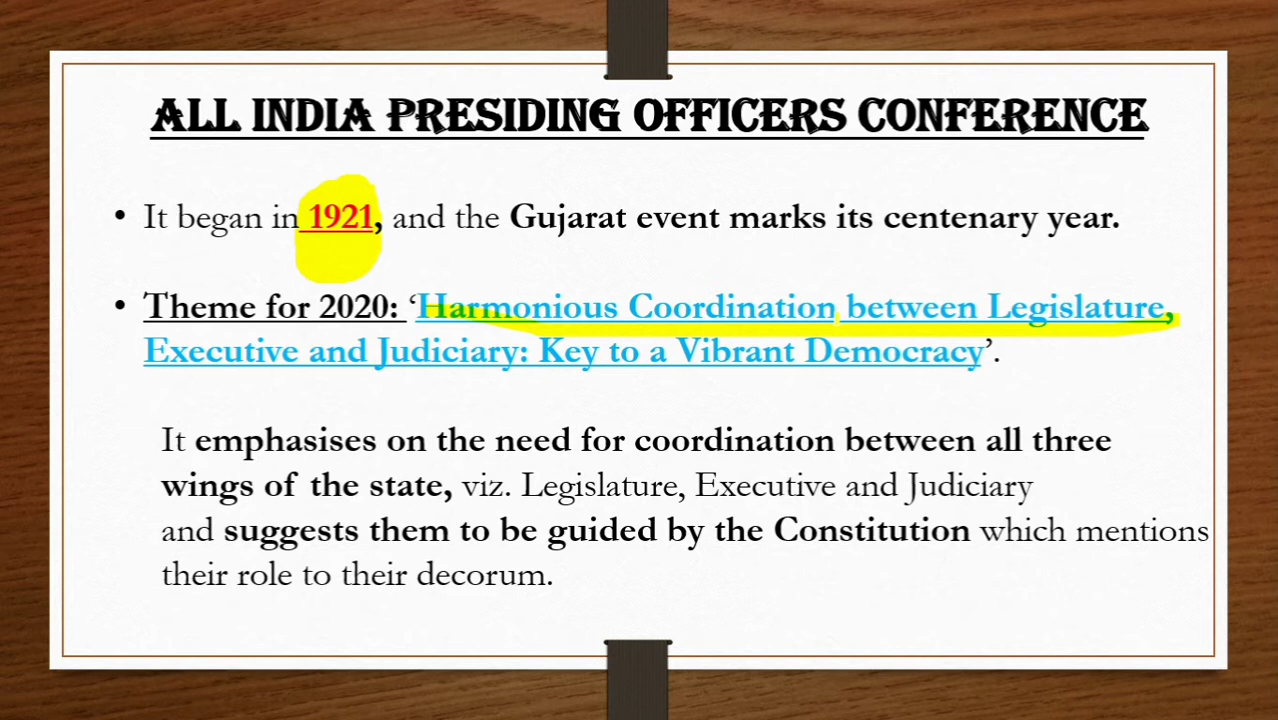 ALL INDIA PRESIDING OFFICERS CONFERENCE
• It began in 1921, and the Gujarat event marks its centenary year.
• Theme for 2020: ‘Harmonious Coordination between Legislature,
Executive and Judiciary: Key to a Vibrant Democracy’.
It emphasises on the need for coordination between all three
wings of the state, viz. Legislature, Executive and Judiciary
and suggests them to be guided by the Constitution which mentions
their role to their decorum.